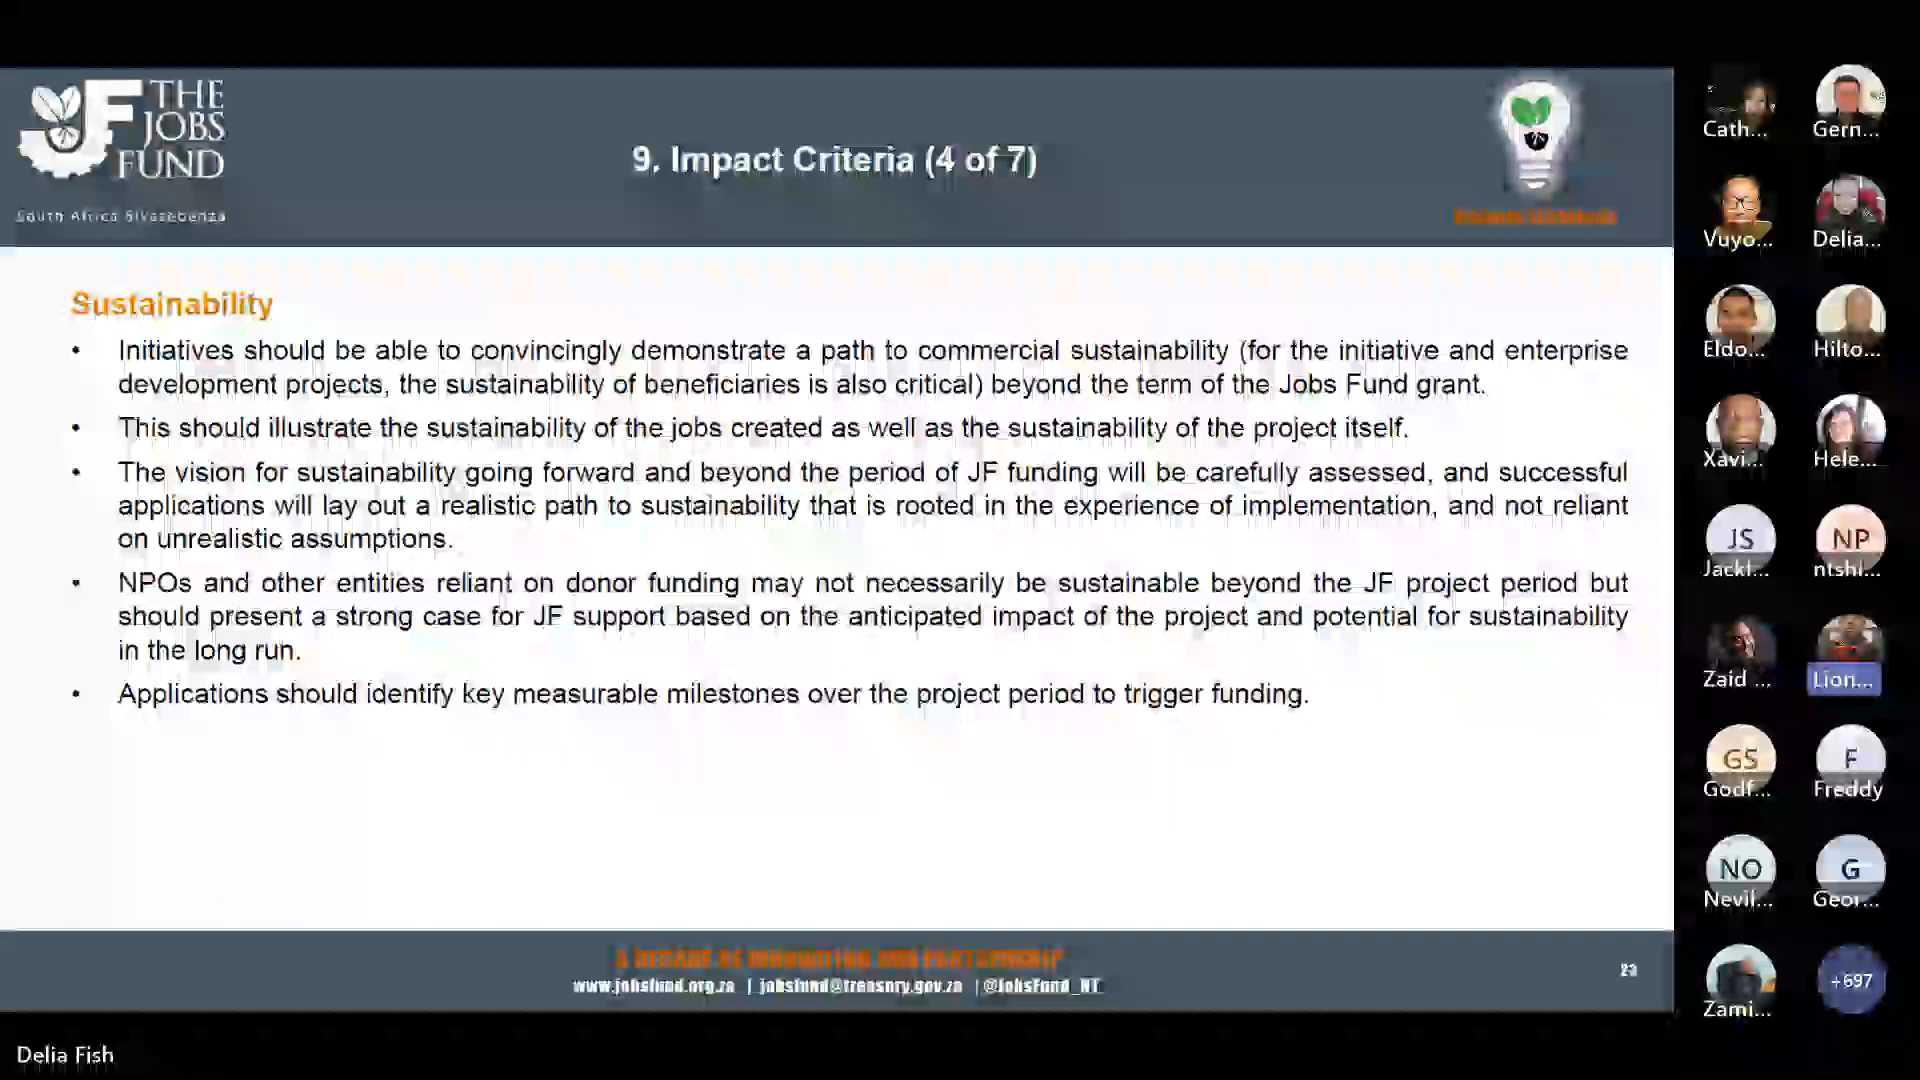 THE
JOBS
FUND
South Africa Siyasebenza
9. Impact Criteria (4 of 7)
Sustainability
• Initiatives should be able to convincingly demonstrate a path to commercial sustainability (for the initiative and enterprise
development projects, the sustainability of beneficiaries is also critical) beyond the term of the Jobs Fund grant.
• This should illustrate the sustainability of the jobs created as well as the sustainability of the project itself.
• The vision for sustainability going forward and beyond the period of JF funding will be carefully assessed, and successful
applications will lay out a realistic path to sustainability that is rooted in the experience of implementation, and not reliant
on unrealistic assumptions.
• NPOs and other entities reliant on donor funding may not necessarily be sustainable beyond the JF project period but
should present a strong case for JF support based on the anticipated impact of the project and potential for sustainability
in the long run.
• Applications should identify key measurable milestones over the project period to trigger funding.
A DECADE OF INNOVATION AND PARTNERSHIP
www.jobsfund.org.za | jobsfund@treasury.gov.za | @JobsFund_NT
23
Delia Fish
Cath...
Gern...
Vuyo...
Delia...
Eldo...
Hilto...
Xavi...
Hele...
JS
NP
Jackf...
ntshi...
Zaid ...
Lion...
GS
F
Godf...
Freddy
NO
G
Nevil...
Geor...
Zami...
+697